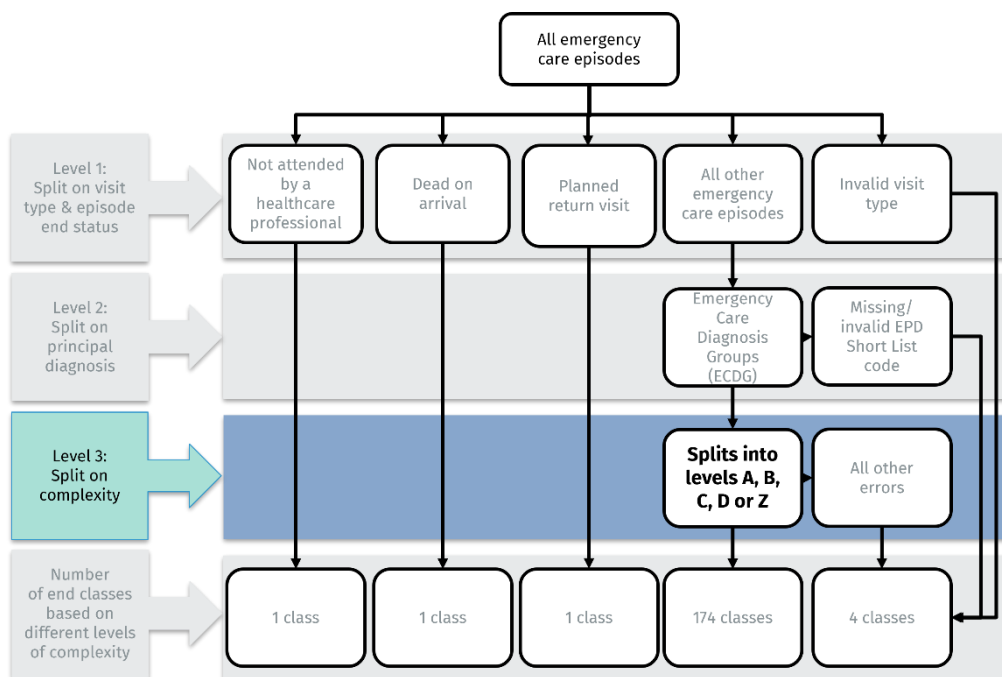 All emergency
care episodes
Level 1:
Split on visit
type & episode
end status
Not attended
by a
healthcare
professional
Dead on
arrival
Planned
return visit
All other
emergency
care episodes
Invalid visit
type
Level 2:
Split on
principal
diagnosis
Emergency
Care
Diagnosis
Groups
(ECDG)
Missing/
invalid EPD
Short List
code
Level 3:
Split on
complexity
Splits into
levels A, B,
C, D or Z
All other
errors
Number
of end classes
based on
different levels
of complexity
1 class
1 class
1 class
174 classes
4 classes